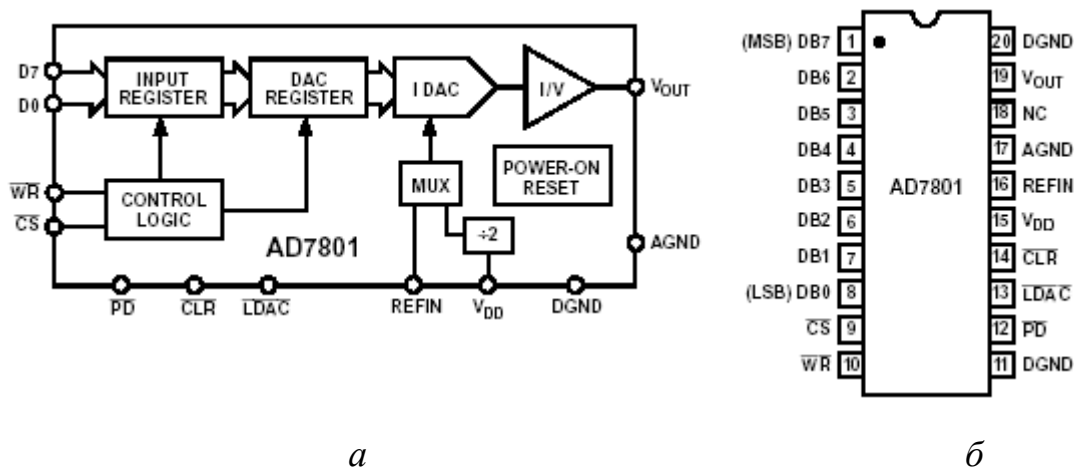 D7
D0
INPUT
REGISTER
DAC
REGISTER
I DAC
I/V
VOUT
WR
CS
CONTROL
LOGIC
MUX
÷2
POWER-ON
RESET
AD7801
AGND
PD
CLR
LDAC
REFIN
VDD
DGND
а
(MSB) DB7 1 20 DGND
DB6 2 19 VOUT
DB5 3 18 NC
DB4 4 17 AGND
DB3 5 AD7801 16 REFIN
DB2 6 15 VDD
DB1 7 14 CLR
(LSB) DB0 8 13 LDAC
CS 9 12 PD
WR 10 11 DGND
б